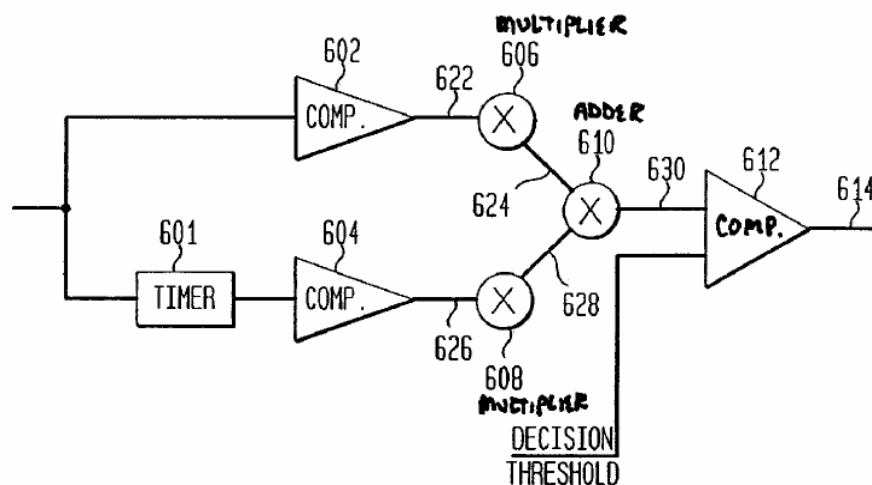 MULTIPLIER
602
622
606
COMP.
X
ADDER
610
612
624
630
614
X
COMP.
601
604
TIMER
COMP.
X
628
626
608
MULTIPLIER
DECISION
THRESHOLD